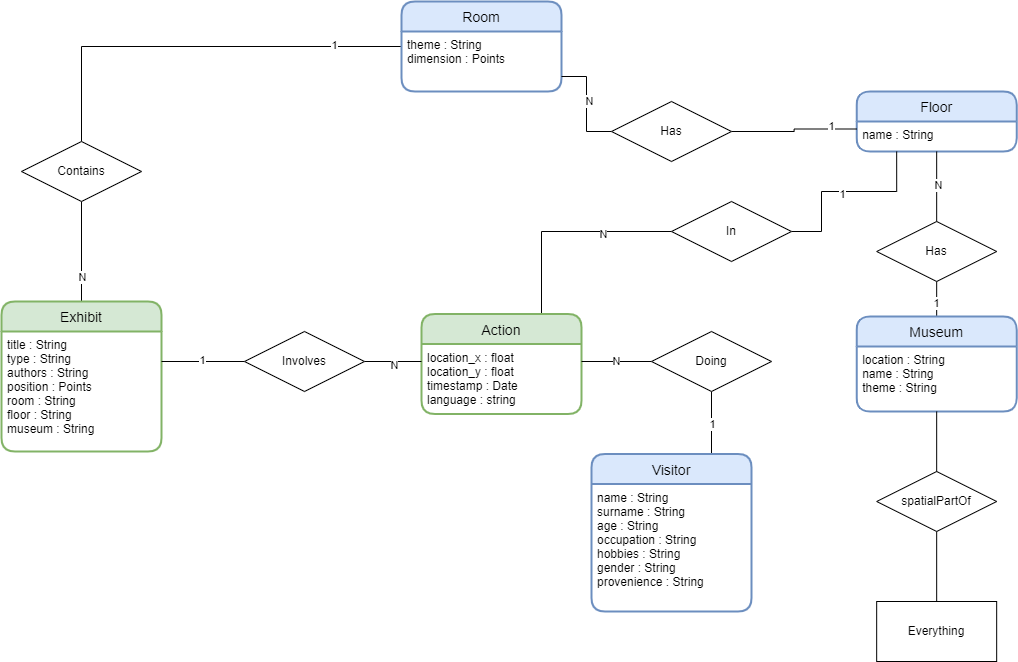 Room
theme : String
dimension : Points
1
N
Has
1
Floor
name : String
Contains
1
N
In
N
Has
N
1
Exhibit
title : String
type : String
authors : String
position : Points
room : String
floor : String
museum : String
1
Involves
N
Action
location_x : float
location_y : float
timestamp : Date
language : string
N
Doing
1
Museum
location : String
name : String
theme : String
Visitor
name : String
surname : String
age : String
occupation : String
hobbies : String
gender : String
provenience : String
spatialPartOf
Everything